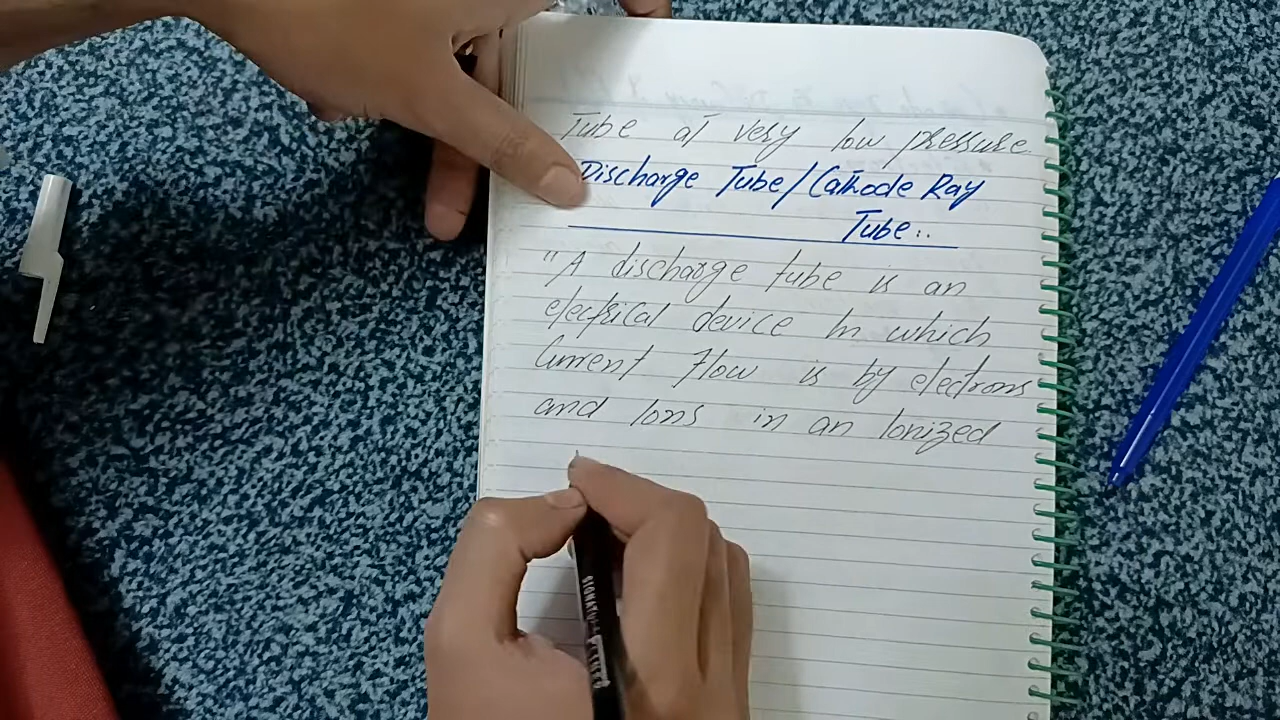 Tube at very low pressure
Discharge Tube/Cathode Ray
Tube:.
"A discharge tube is an
electrical device In which
Current Flow is by electrons
and Ions in an Ionized
SIGNATURE